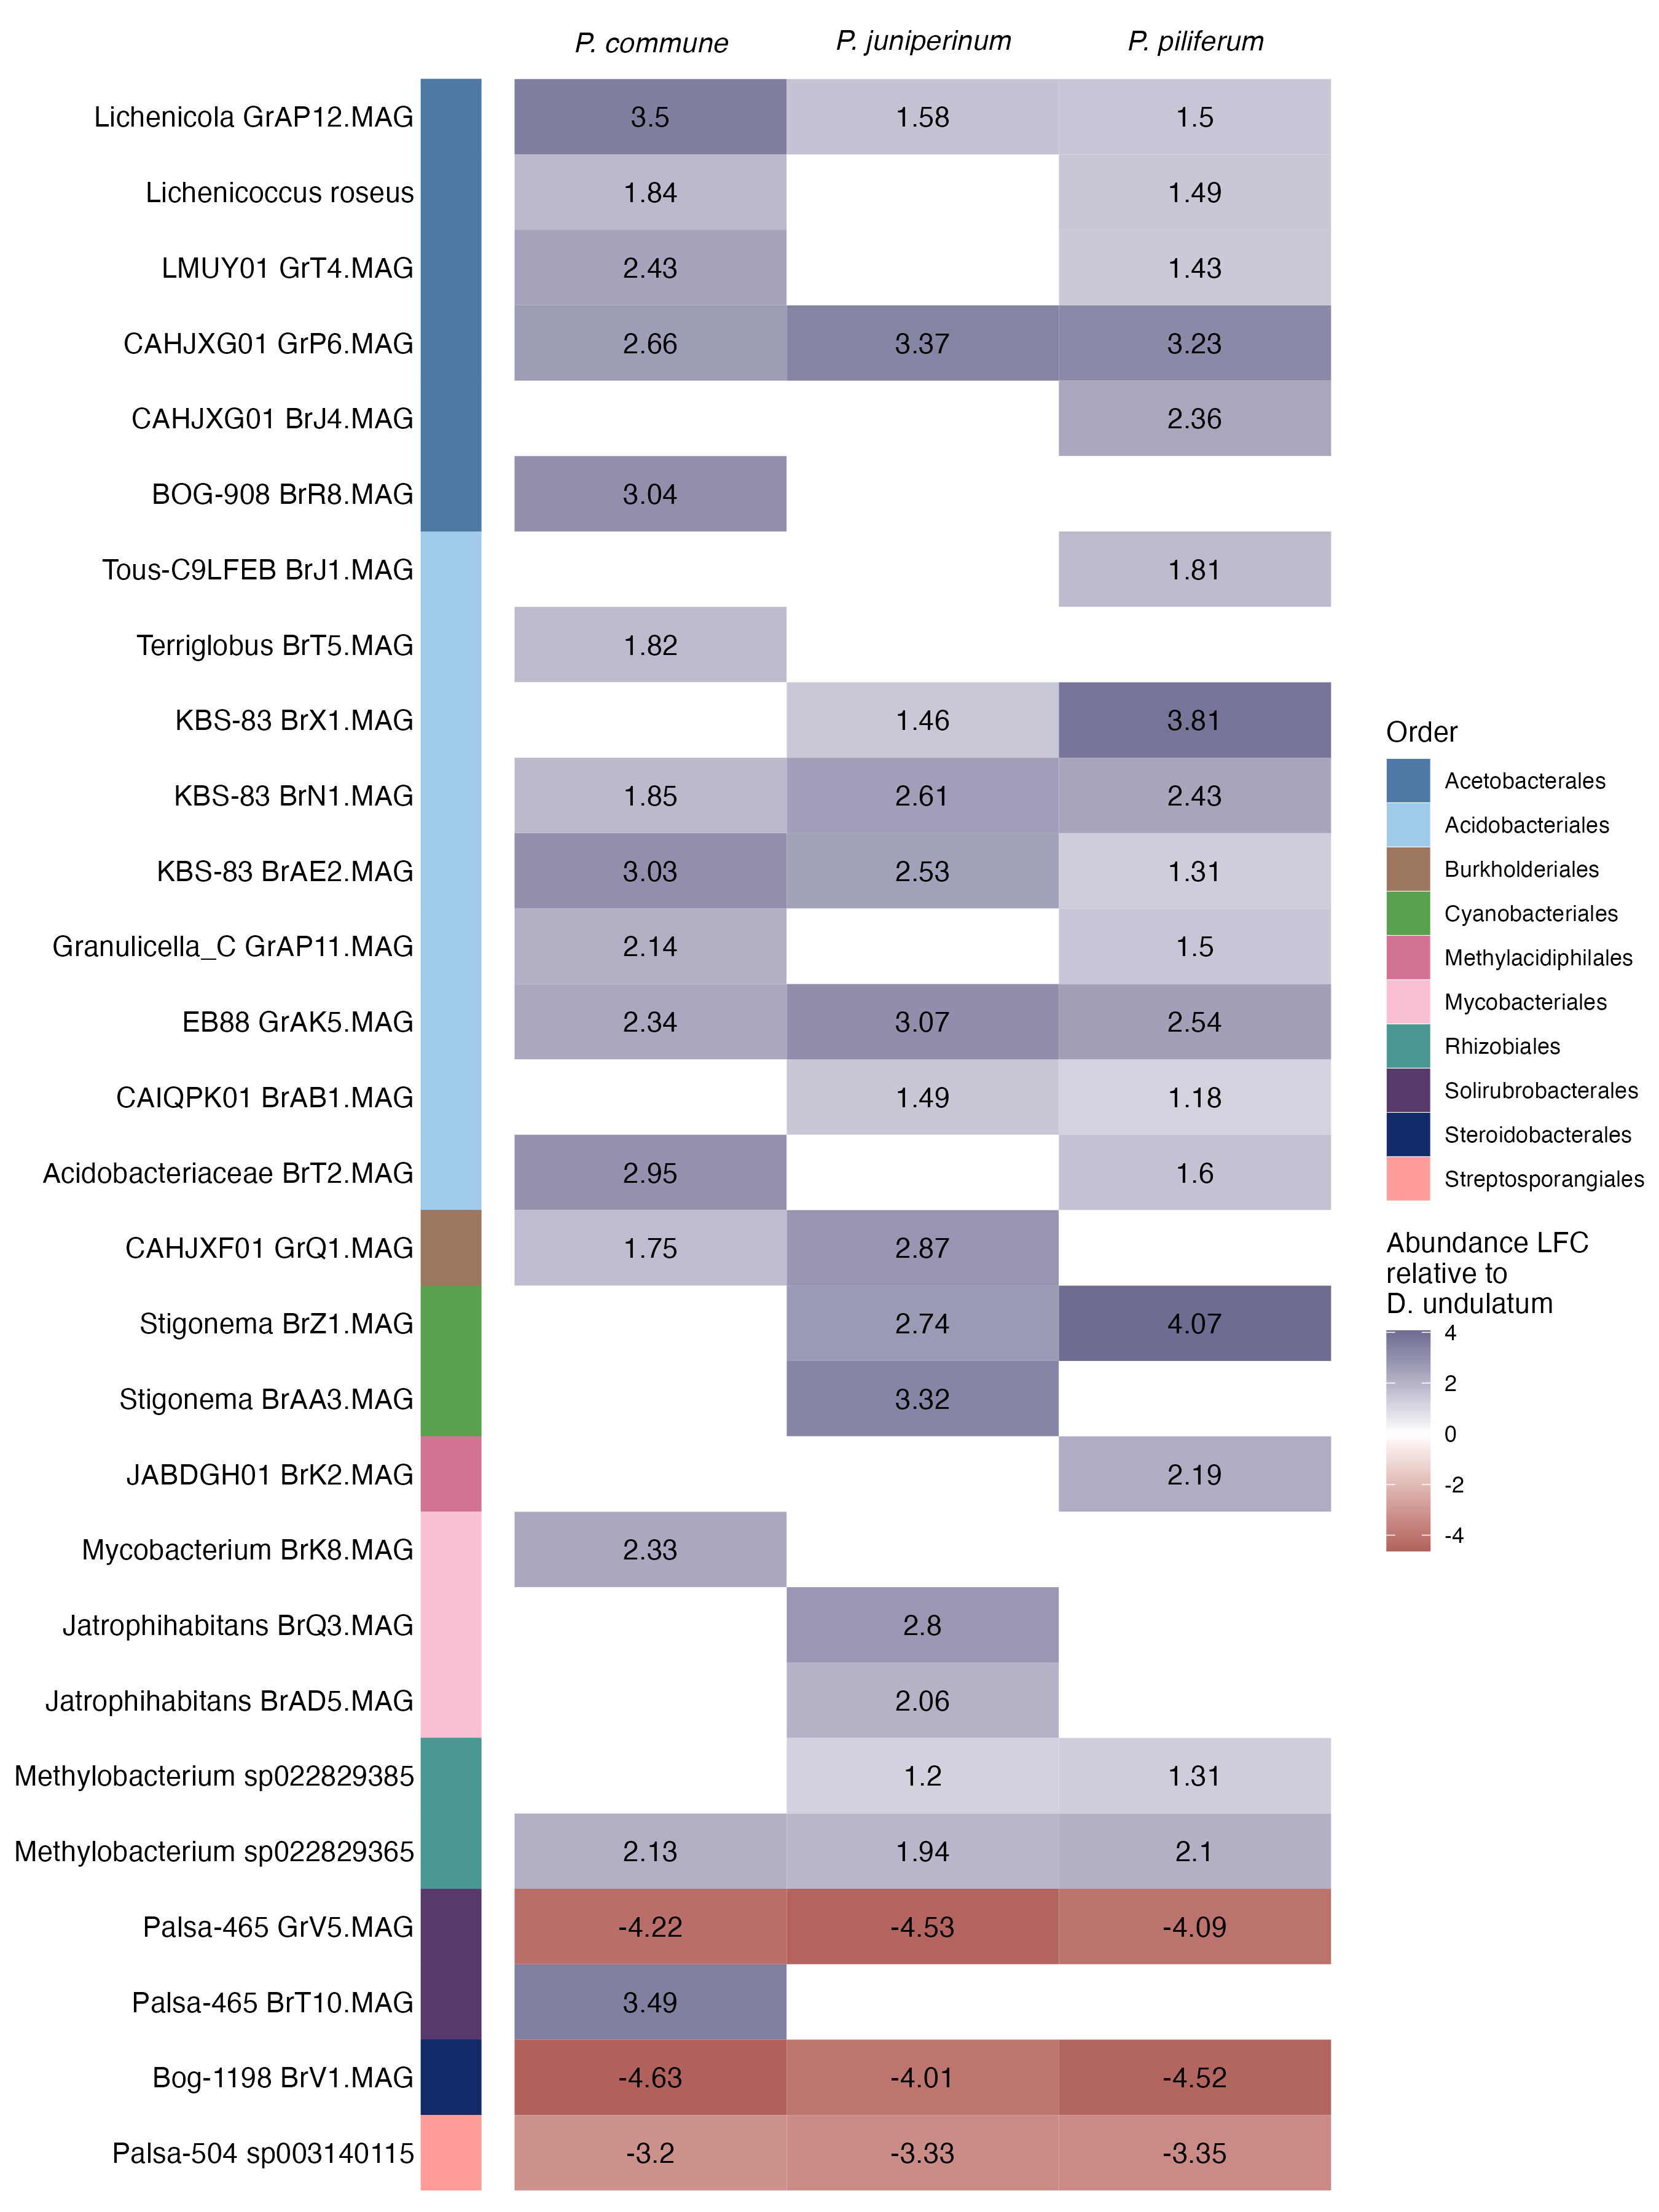 P. commune P. juniperinum P. piliferum
Lichenicola GrAP12.MAG 3.5 1.58 1.5
Lichenicoccus roseus 1.84 1.49
LMUY01 GrT4.MAG 2.43 1.43
CAHJXG01 GrP6.MAG 2.66 3.37 3.23
CAHJXG01 BrJ4.MAG 2.36
BOG-908 BrR8.MAG 3.04
Tous-C9LFEB BrJ1.MAG 1.81
Terriglobus BrT5.MAG 1.82
KBS-83 BrX1.MAG 1.46 3.81
KBS-83 BrN1.MAG 1.85 2.61 2.43
KBS-83 BrAE2.MAG 3.03 2.53 1.31
Granulicella_C GrAP11.MAG 2.14 1.5
EB88 GrAK5.MAG 2.34 3.07 2.54
CAIQPK01 BrAB1.MAG 1.49 1.18
Acidobacteriaceae BrT2.MAG 2.95 1.6
CAHJXF01 GrQ1.MAG 1.75 2.87
Stigonema BrZ1.MAG 2.74 4.07
Stigonema BrAA3.MAG 3.32
JABDGH01 BrK2.MAG 2.19
Mycobacterium BrK8.MAG 2.33
Jatrophihabitans BrQ3.MAG 2.8
Jatrophihabitans BrAD5.MAG 2.06
Methylobacterium sp022829385 1.2 1.31
Methylobacterium sp022829365 2.13 1.94 2.1
Palsa-465 GrV5.MAG -4.22 -4.53 -4.09
Palsa-465 BrT10.MAG 3.49
Bog-1198 BrV1.MAG -4.63 -4.01 -4.52
Palsa-504 sp003140115 -3.2 -3.33 -3.35
Order
Acetobacterales
Acidobacteriales
Burkholderiales
Cyanobacteriales
Methylacidiphilales
Mycobacteriales
Rhizobiales
Solirubrobacterales
Steroidobacterales
Streptosporangiales
Abundance LFC
relative to
D. undulatum
4
2
0
-2
-4